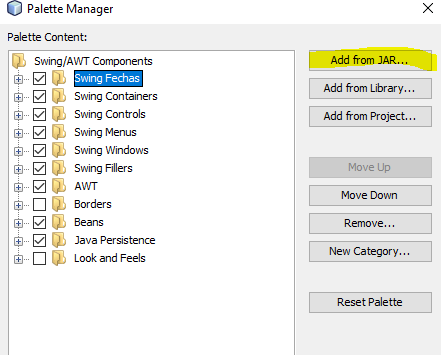 Palette Manager
Palette Content:
Swing/AWT Components
Swing Fechas
Swing Containers
Swing Controls
Swing Menus
Swing Windows
Swing Fillers
AWT
Borders
Beans
Java Persistence
Look and Feels
Add from JAR...
Add from Library...
Add from Project...
Move Up
Move Down
Remove...
New Category...
Reset Palette